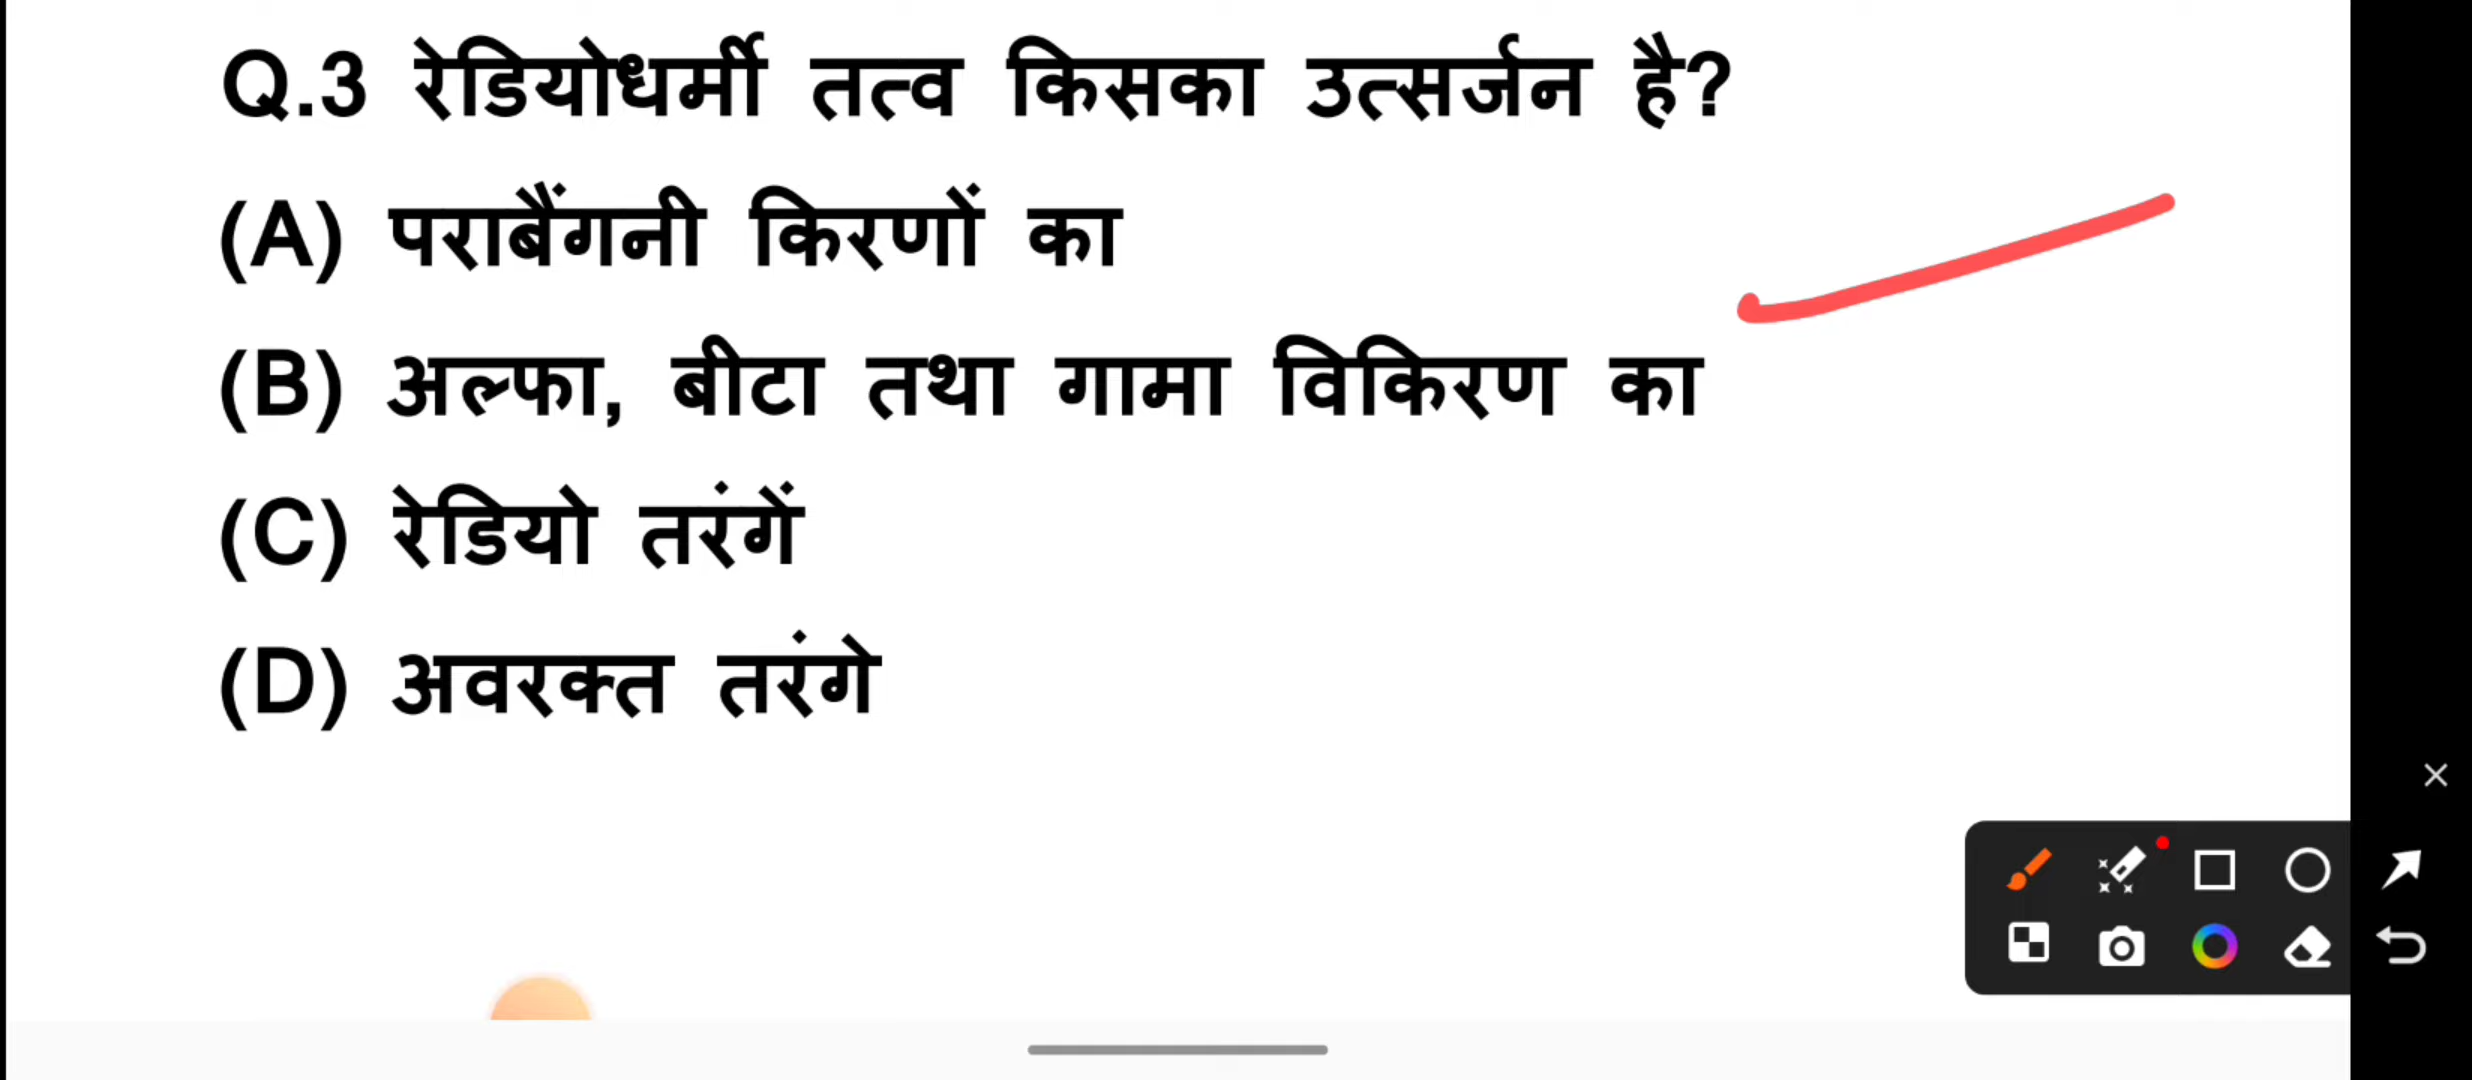 Q.3 रेडियोधर्मी तत्व किसका उत्सर्जन है?
(A) पराबैंगनी किरणों का
(B) अल्फा, बीटा तथा गामा विकिरण का
(C) रेडियो तरंगें
(D) अवरक्त तरंगे